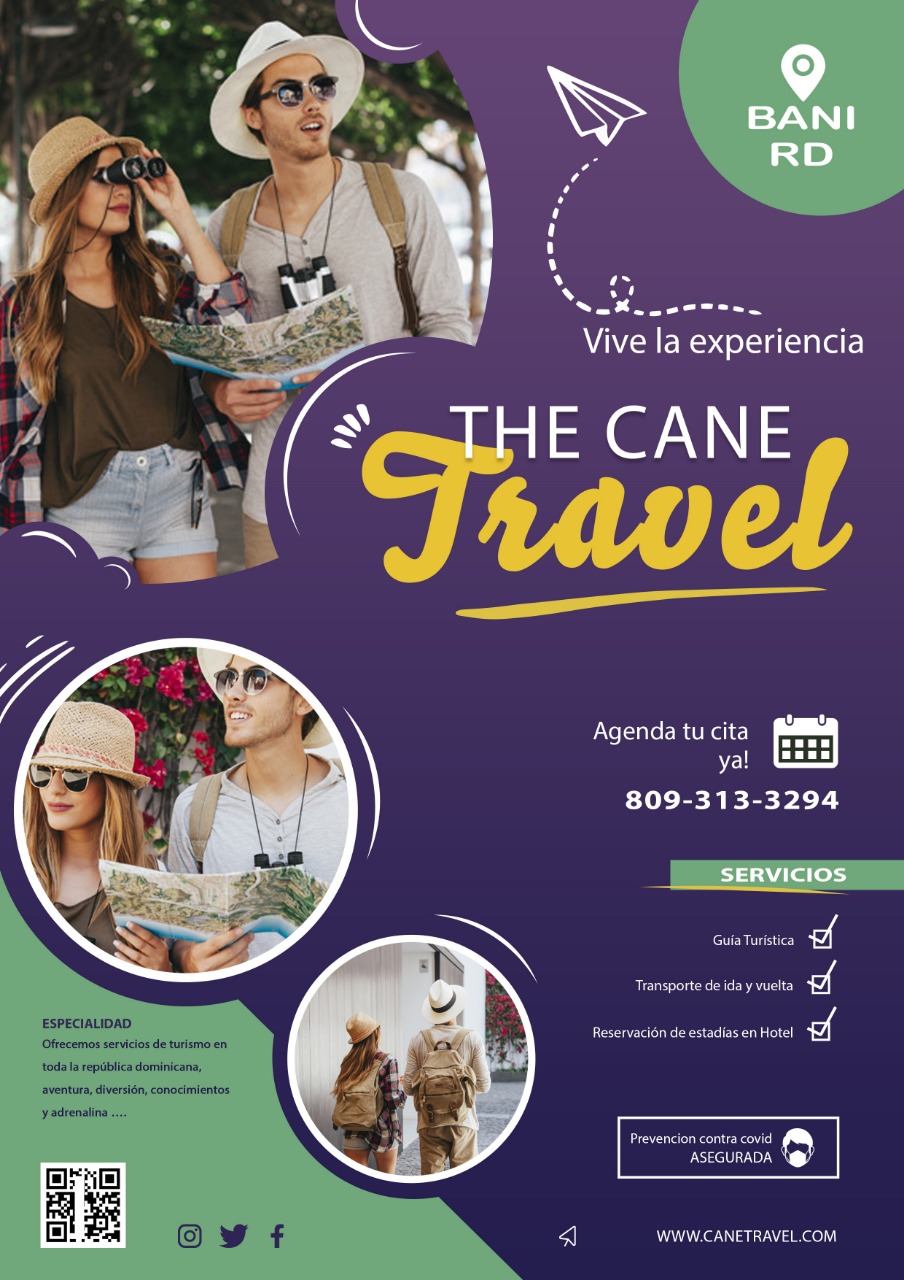 BANI
RD
Vive la experiencia
THE CANE
Travel
Agenda tu cita
ya!
809-313-3294
SERVICIOS
Guía Turística
Transporte de ida y vuelta
Reservación de estadías en Hotel
ESPECIALIDAD
Ofrecemos servicios de turismo en
toda la república dominicana,
aventura, diversión, conocimientos
y adrenalina ....
Prevencion contra covid
ASEGURADA
WWW.CANETRAVEL.COM